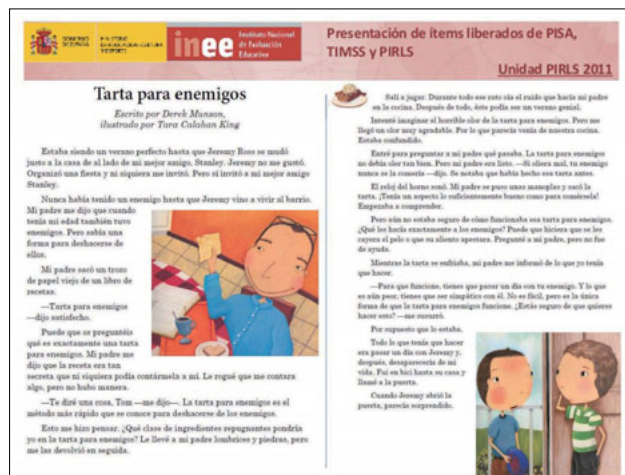 GOBIERNO
DE ESPAÑA
MINISTERIO
DE EDUCACIÓN, CULTURA
Y DEPORTE
inee
Instituto Nacional
de Evaluación
Educativa
Presentación de ítems liberados de PISA,
TIMSS y PIRLS
Unidad PIRLS 2011
Tarta para enemigos
Escrito por Derek Munson,
ilustrado por Tara Calahan King
Estaba siendo un verano perfecto hasta que Jeremy Ross se mudó
justo a la casa de al lado de mi mejor amigo, Stanley. Jeremy no me gustó.
Organizó una fiesta y ni siquiera me invitó. Pero sí invitó a mi mejor amigo
Stanley.
Nunca había tenido un enemigo hasta que Jeremy vino a vivir al barrio.
Mi padre me dijo que cuando
tenía mi edad también tuvo
enemigos. Pero sabía una
forma para deshacerse de
ellos.
Mi padre sacó un trozo
de papel viejo de un libro de
recetas.
—Tarta para enemigos
—dijo satisfecho.
Puede que os preguntéis
qué es exactamente una tarta
para enemigos. Mi padre me
dijo que la receta era tan
secreta que ni siquiera podía contármela a mí. Le rogué que me contara
algo, pero no hubo manera.
—Te diré una cosa, Tom —me dijo—. La tarta para enemigos es el
método más rápido que se conoce para deshacerse de los enemigos.
Esto me hizo pensar. ¿Qué clase de ingredientes repugnantes pondría
yo en la tarta para enemigos? Le llevé a mi padre lombrices y piedras, pero
me las devolvió en seguida.
Salí a jugar. Durante todo ese rato oía el ruido que hacía mi padre
en la cocina. Después de todo, éste podía ser un verano genial.
Intenté imaginar el horrible olor de la tarta para enemigos. Pero me
llegó un olor muy agradable. Por lo que parecía venía de nuestra cocina.
Estaba confundido.
Entré para preguntar a mi padre qué pasaba. La tarta para enemigos
no debía oler tan bien. Pero mi padre era listo. —Si oliera mal, tu enemigo
nunca se la comería —dijo. Se notaba que había hecho esa tarta antes.
El reloj del horno sonó. Mi padre se puso unas manoplas y sacó la
tarta. ¡Tenía un aspecto lo suficientemente bueno como para comérsela!
Empezaba a comprender.
Pero aún no estaba seguro de cómo funcionaba esa tarta para enemigos.
¿Qué les hacía exactamente a los enemigos? Puede que hiciera que se les
cayera el pelo o que su aliento apestara. Pregunté a mi padre, pero no fue
de ayuda.
Mientras la tarta se enfriaba, mi padre me informó de lo que yo tenía
que hacer.
—Para que funcione, tienes que pasar un día con tu enemigo. Y lo que
es aún peor, tienes que ser simpático con él. No es fácil, pero es la única
forma de que la tarta para enemigos funcione. ¿Estás seguro de que quieres
hacer esto? —me susurró.
Por supuesto que lo estaba.
Todo lo que tenía que hacer
era pasar un día con Jeremy y,
después, desaparecería de mi
vida. Fui en bici hasta su casa y
llamé a la puerta.
Cuando Jeremy abrió la
puerta, parecía sorprendido.